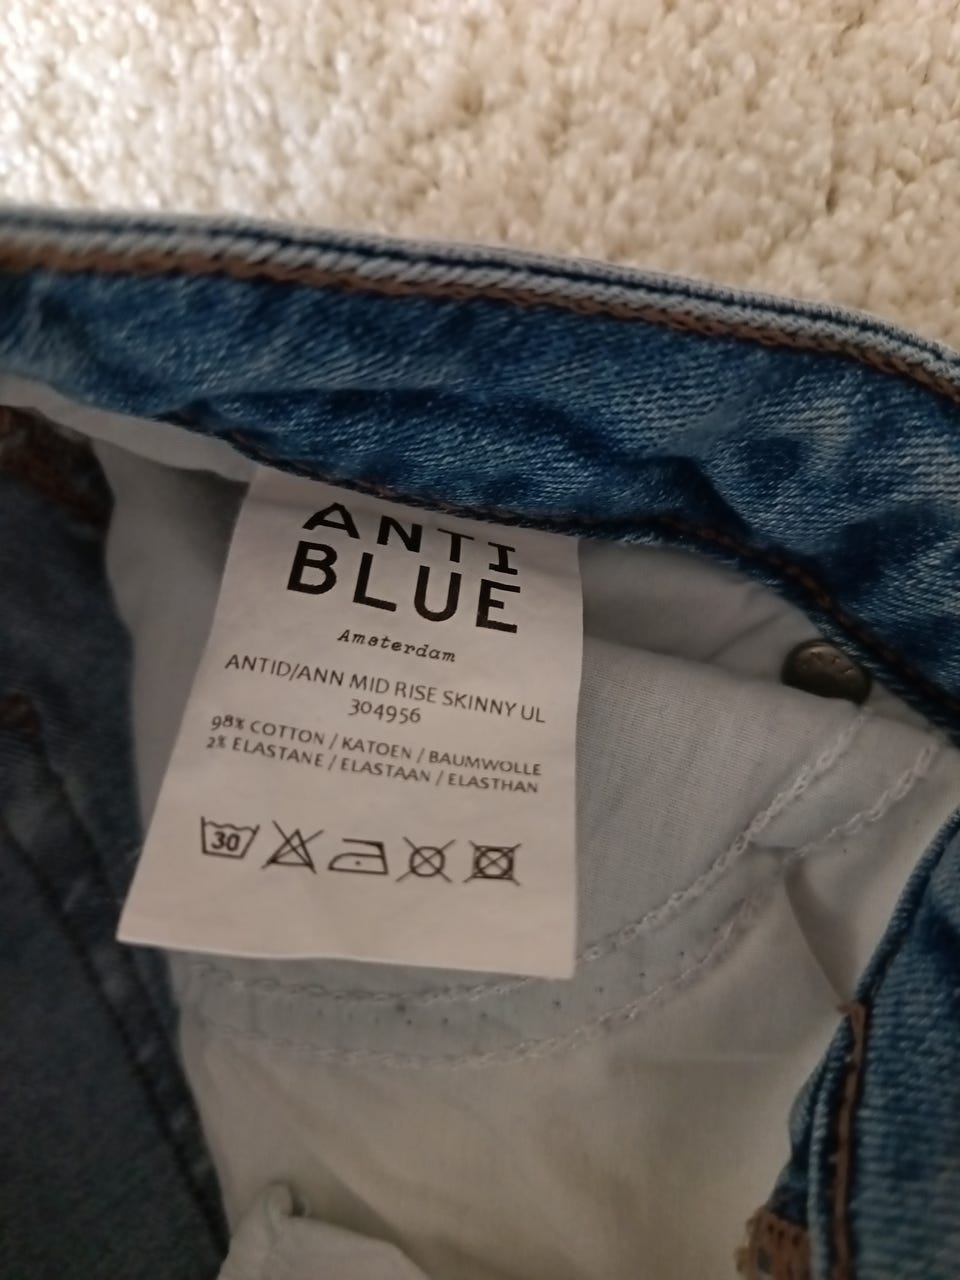 ANTI
BLUE
Amsterdam
ANTID/ANN MID RISE SKINNY UL
304956
98% COTTON / KATOEN / BAUMWOLLE
2% ELASTANE / ELASTAAN / ELASTHAN
30